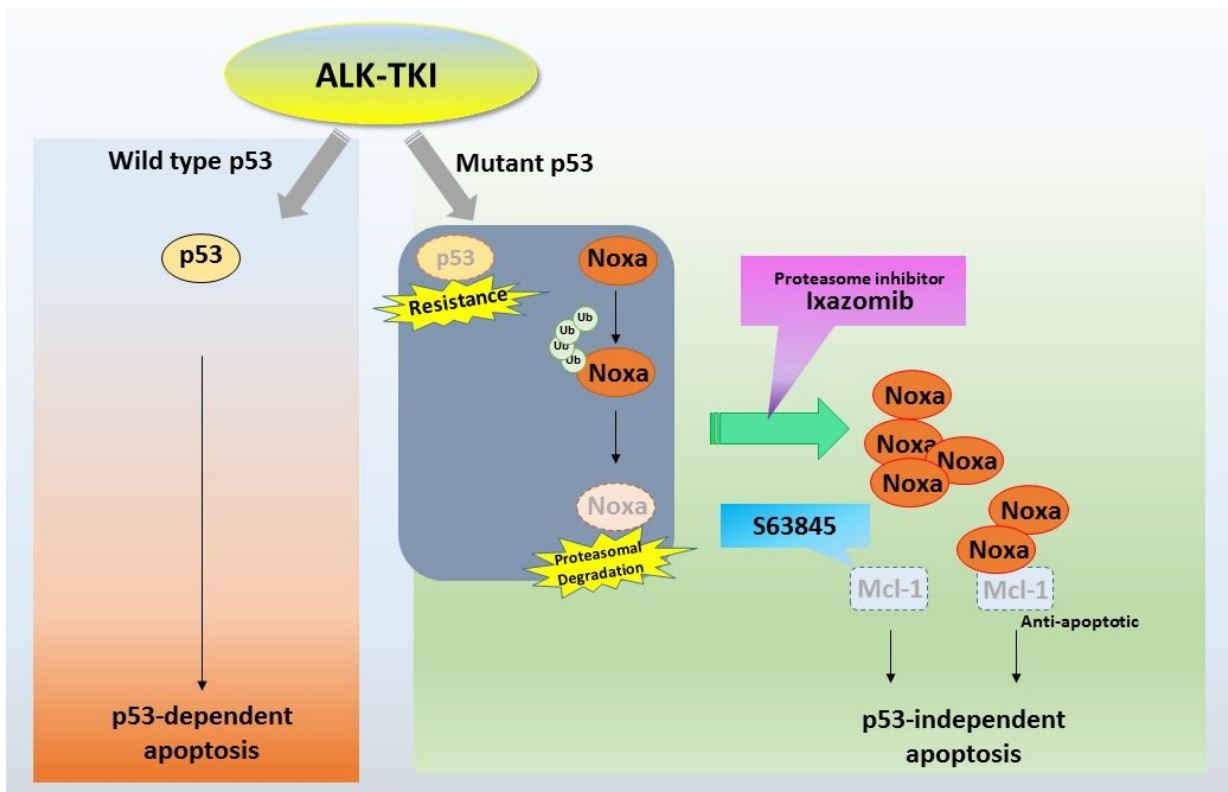 ALK-TKI
Wild type p53
Mutant p53
p53
p53
Resistance
Noxa
Ub
Ub
Ub
Ub
Noxa
Noxa
Proteasomal
Degradation
Proteasome inhibitor
Ixazomib
Noxa
Noxa
Noxa
Noxa
Noxa
Noxa
S63845
Mcl-1
Mcl-1
Anti-apoptotic
p53-dependent
apoptosis
p53-independent
apoptosis